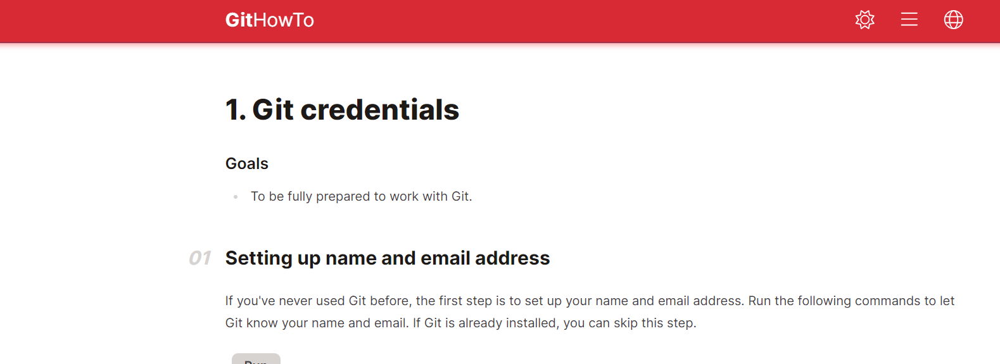 GitHowTo
1. Git credentials
Goals
To be fully prepared to work with Git.
01 Setting up name and email address
If you've never used Git before, the first step is to set up your name and email address. Run the following commands to let
Git know your name and email. If Git is already installed, you can skip this step.
Run